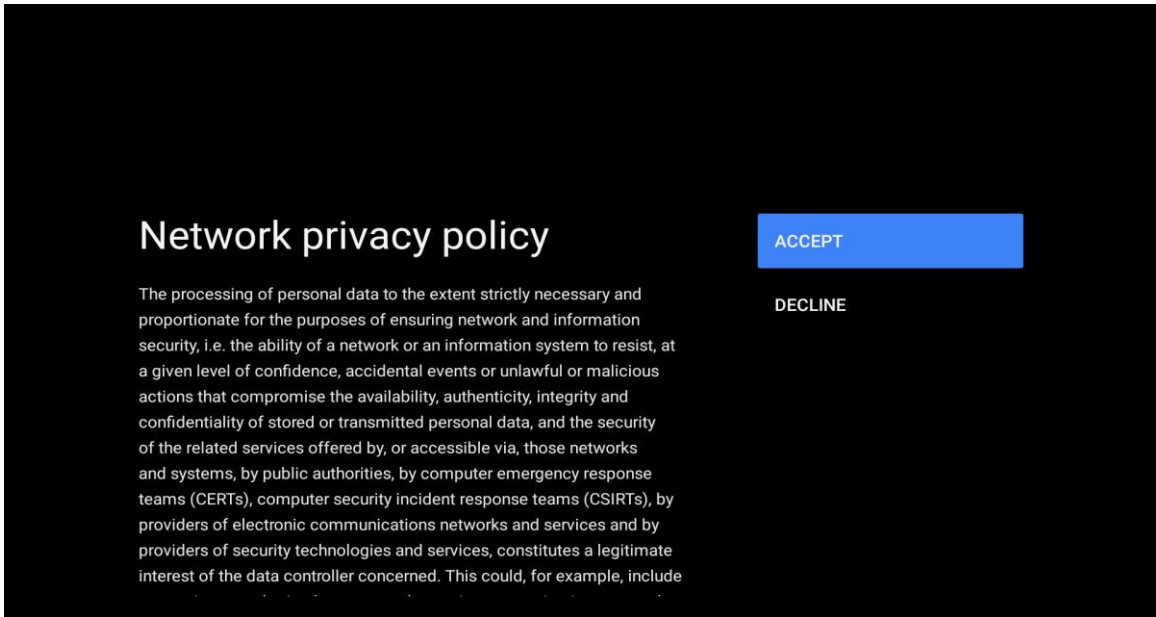 Network privacy policy
The processing of personal data to the extent strictly necessary and
proportionate for the purposes of ensuring network and information
security, i.e. the ability of a network or an information system to resist, at
a given level of confidence, accidental events or unlawful or malicious
actions that compromise the availability, authenticity, integrity and
confidentiality of stored or transmitted personal data, and the security
of the related services offered by, or accessible via, those networks
and systems, by public authorities, by computer emergency response
teams (CERTs), computer security incident response teams (CSIRTs), by
providers of electronic communications networks and services and by
providers of security technologies and services, constitutes a legitimate
interest of the data controller concerned. This could, for example, include
ACCEPT
DECLINE